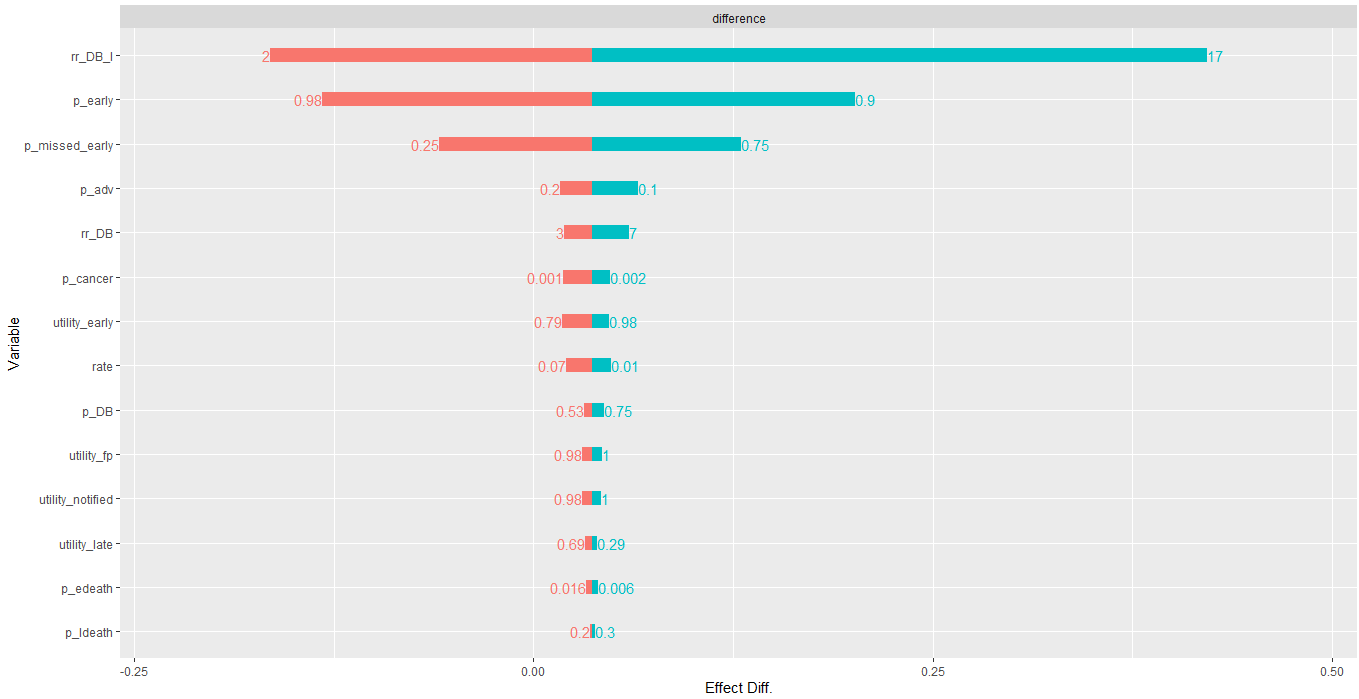 difference
rr_DB_I 2 17
p_early 0.98 0.9
p_missed_early 0.25 0.75
p_adv 0.2 0.1
rr_DB 3 7
p_cancer 0.001 0.002
utility_early 0.79 0.98
rate 0.07 0.01
p_DB 0.53 0.75
utility_fp 0.98 1
utility_notified 0.98 1
utility_late 0.69 0.29
p_edeath 0.016 0.006
p_ldeath 0.2 0.3
Variable
-0.25 0.00 0.25 0.50
Effect Diff.